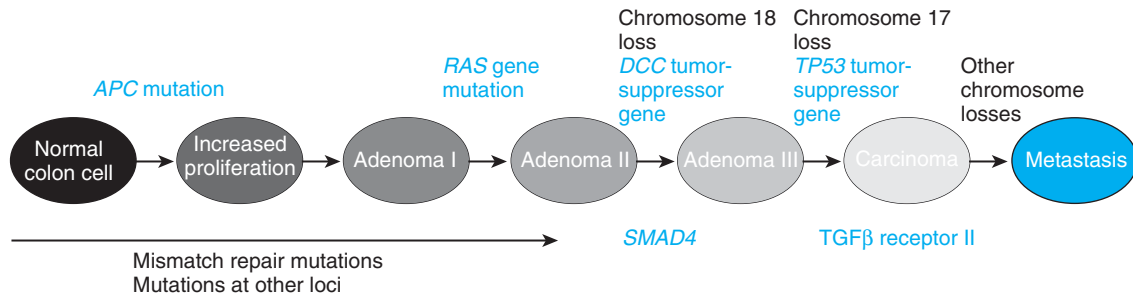 Chromosome 18
loss
DCC tumor-
suppressor
gene
Chromosome 17
loss
TP53 tumor-
suppressor
gene
APC mutation
RAS gene
mutation
Other
chromosome
losses
Normal
colon cell
Increased
proliferation
Adenoma I
Adenoma II
Adenoma III
Carcinoma
Metastasis
SMAD4
TGFβ receptor II
Mismatch repair mutations
Mutations at other loci